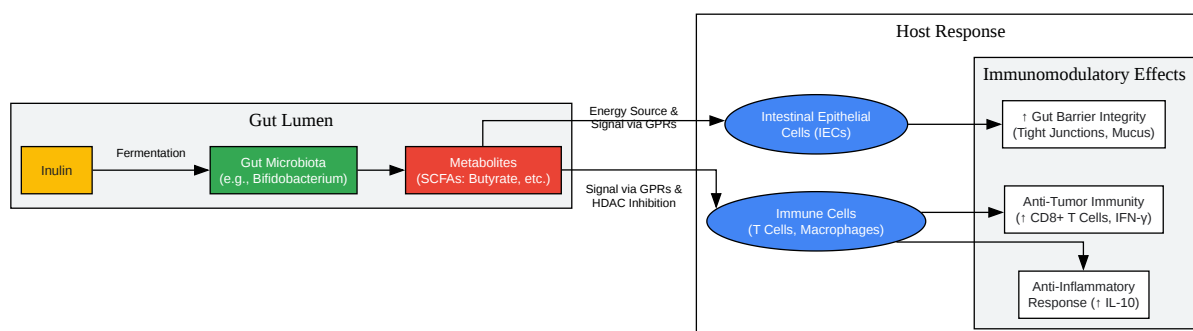 Host Response
Immunomodulatory Effects
Gut Lumen
Energy Source &
Signal via GPRs
Intestinal Epithelial
Cells (IECs)
↑ Gut Barrier Integrity
(Tight Junctions, Mucus)
Inulin
Fermentation
Gut Microbiota
(e.g., Bifidobacterium)
Metabolites
(SCFAs: Butyrate, etc.)
Signal via GPRs &
HDAC Inhibition
Immune Cells
(T Cells, Macrophages)
Anti-Tumor Immunity
(↑ CD8+ T Cells, IFN-γ)
Anti-Inflammatory
Response (↑ IL-10)